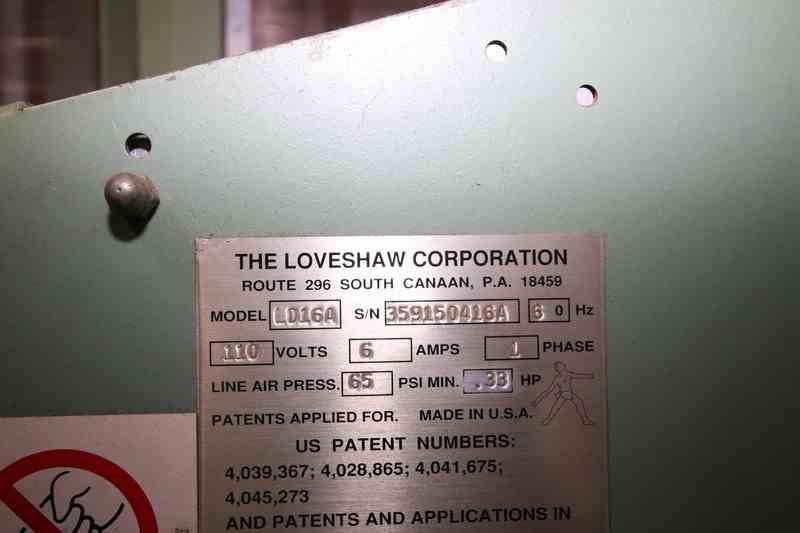 THE LOVESHAW CORPORATION
ROUTE 296 SOUTH CANAAN, P.A. 18459
MODEL LD16A S/N 359150416A 60 Hz
110 VOLTS 6 AMPS 1 PHASE
LINE AIR PRESS. 65 PSI MIN. .33 HP
PATENTS APPLIED FOR. MADE IN U.S.A.
US PATENT NUMBERS:
4,039,367; 4,028,865; 4,041,675;
4,045,273
AND PATENTS AND APPLICATIONS IN